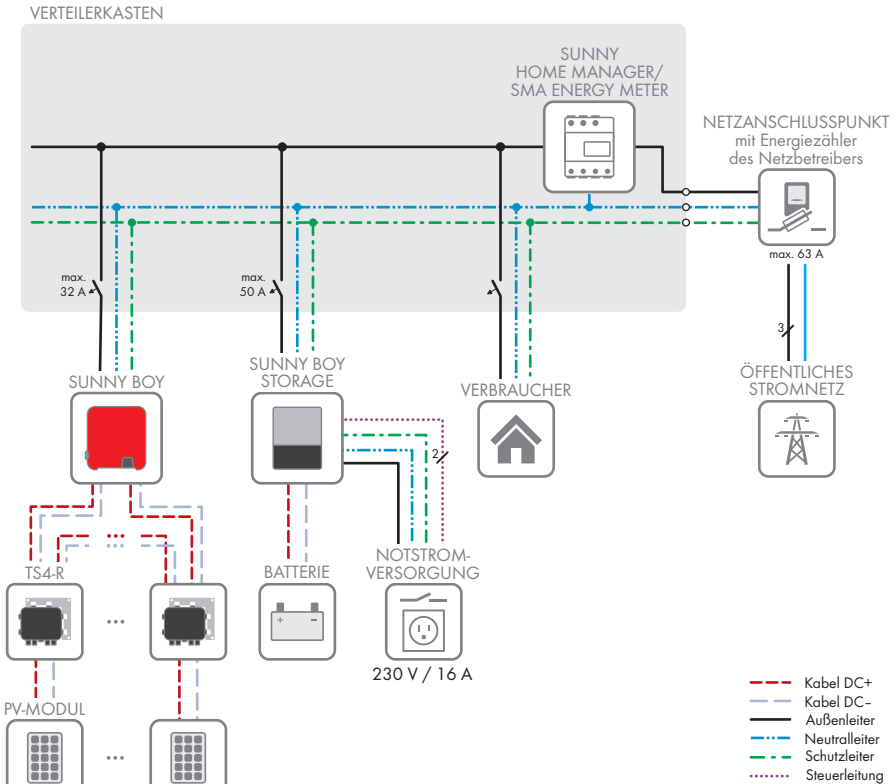 VERTEILERKASTEN
SUNNY
HOME MANAGER/
SMA ENERGY METER
NETZANSCHLUSSPUNKT
mit Energiezähler
des Netzbetreibers
max. 63 A
max.
32 A
max.
50 A
3
SUNNY BOY
SUNNY BOY
STORAGE
VERBRAUCHER
ÖFFENTLICHES
STROMNETZ
2
TS4-R
BATTERIE
NOTSTROM-
VERSORGUNG
...
...
+ -
...
230 V / 16 A
PV-MODUL
...
Kabel DC+
Kabel DC–
Außenleiter
Neutralleiter
Schutzleiter
Steuerleitung